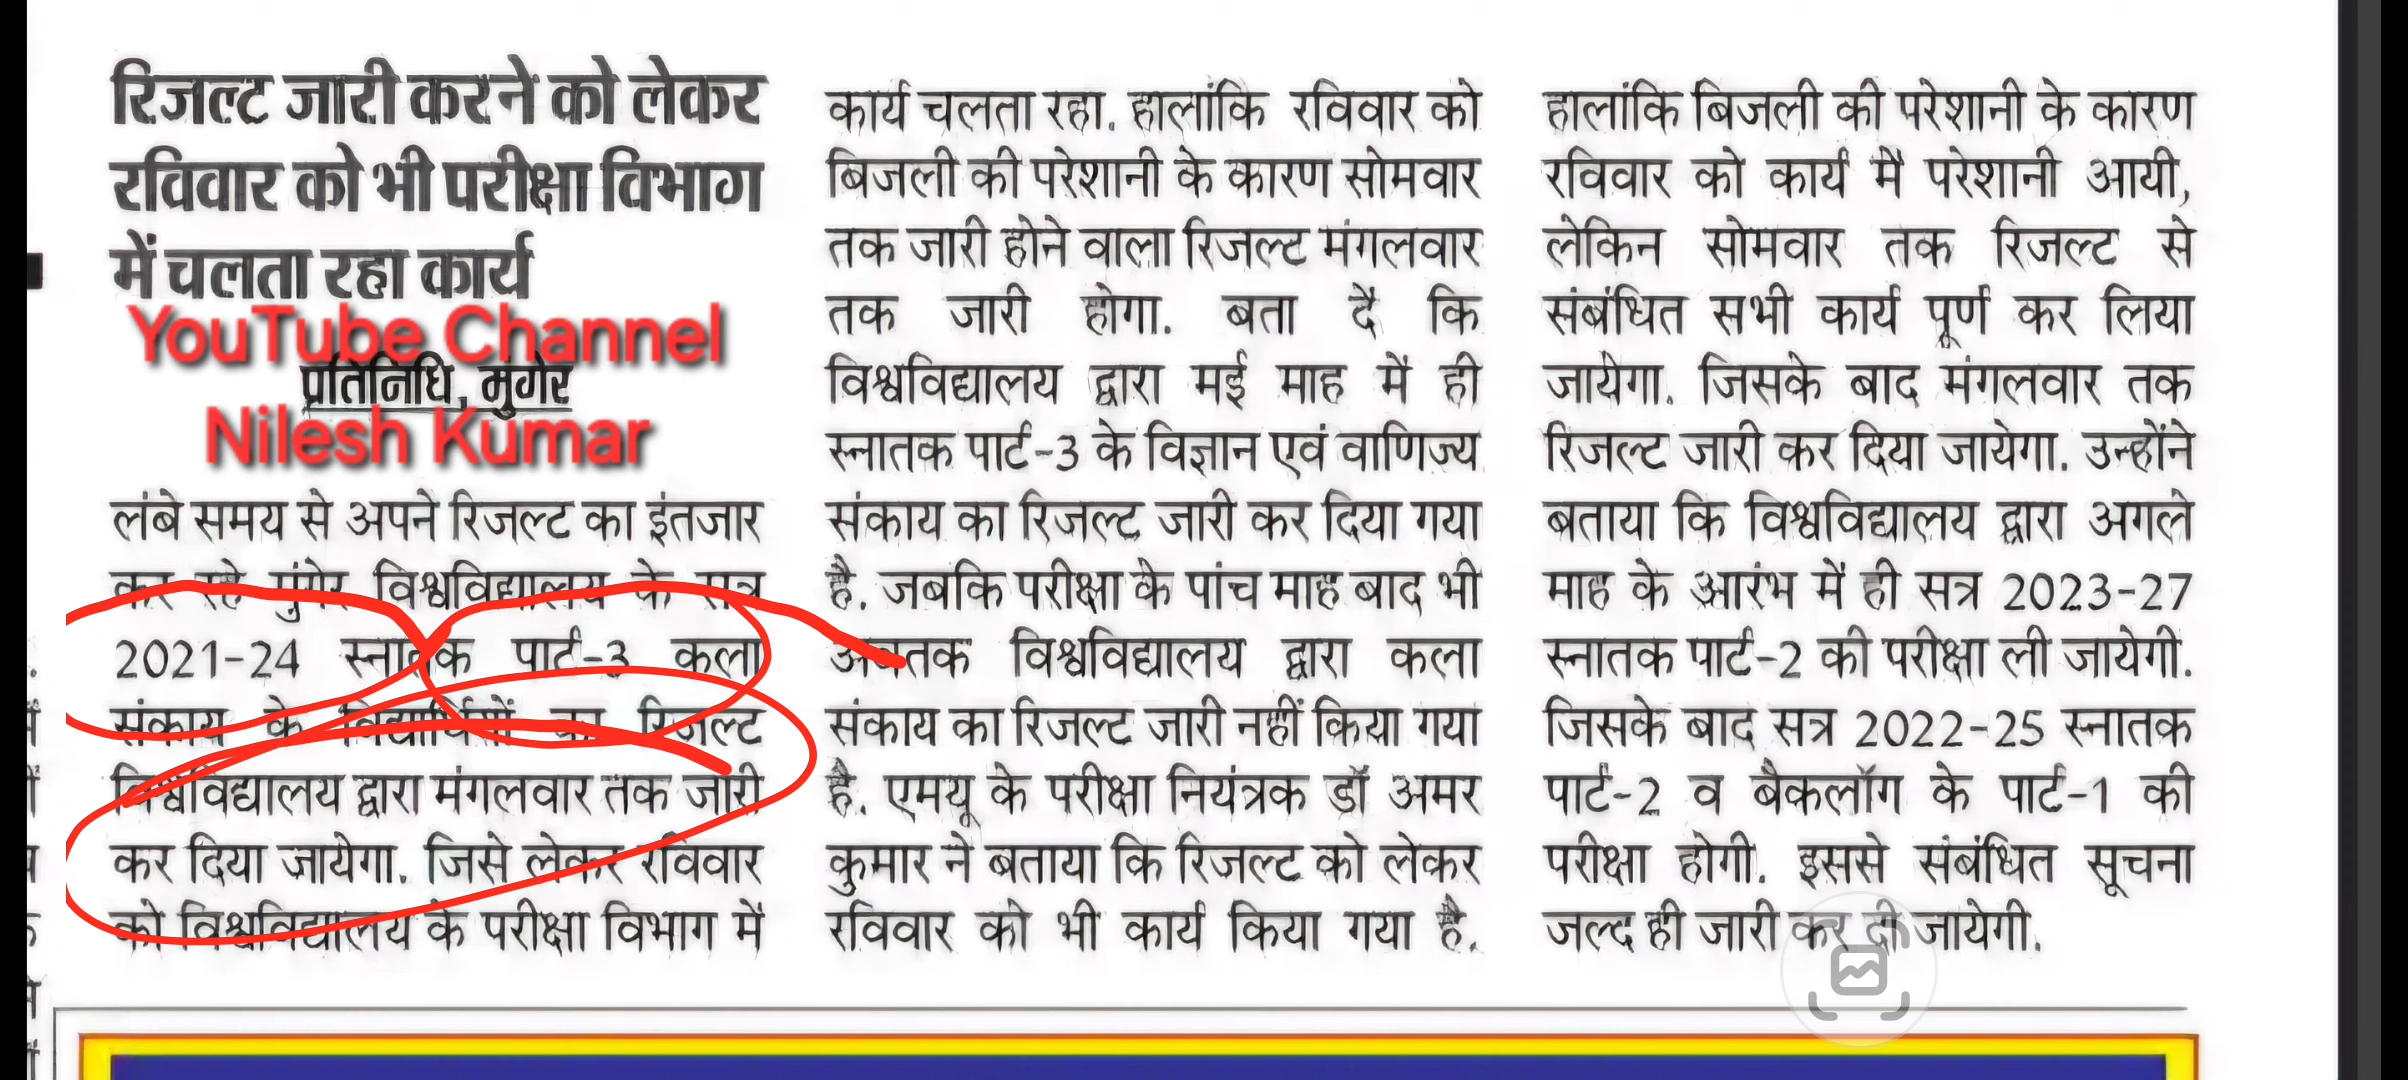 रिजल्ट जारी करने को लेकर
रविवार को भी परीक्षा विभाग
में चलता रहा कार्य
YouTube Channel
प्रतिनिधि, मुंगेर
Nilesh Kumar
लंबे समय से अपने रिजल्ट का इंतजार
कर रहे मुंगेर विश्वविद्यालय के सत्र
2021-24 स्नातक पार्ट-3 कला
संकाय के विद्यार्थियों का रिजल्ट
विश्वविद्यालय द्वारा मंगलवार तक जारी
कर दिया जायेगा. जिसे लेकर रविवार
को विश्वविद्यालय के परीक्षा विभाग में
कार्य चलता रहा. हालांकि रविवार को
बिजली की परेशानी के कारण सोमवार
तक जारी होने वाला रिजल्ट मंगलवार
तक जारी होगा. बता दें कि
विश्वविद्यालय द्वारा मई माह में ही
स्नातक पार्ट-3 के विज्ञान एवं वाणिज्य
संकाय का रिजल्ट जारी कर दिया गया
है. जबकि परीक्षा के पांच माह बाद भी
अबतक विश्वविद्यालय द्वारा कला
संकाय का रिजल्ट जारी नहीं किया गया
है. एमयू के परीक्षा नियंत्रक डॉ अमर
कुमार ने बताया कि रिजल्ट को लेकर
रविवार को भी कार्य किया गया है.
हालांकि बिजली की परेशानी के कारण
रविवार को कार्य में परेशानी आयी,
लेकिन सोमवार तक रिजल्ट से
संबंधित सभी कार्य पूर्ण कर लिया
जायेगा. जिसके बाद मंगलवार तक
रिजल्ट जारी कर दिया जायेगा. उन्होंने
बताया कि विश्वविद्यालय द्वारा अगले
माह के आरंभ में ही सत्र 2023-27
स्नातक पार्ट-2 की परीक्षा ली जायेगी.
जिसके बाद सत्र 2022-25 स्नातक
पार्ट-2 व बैकलॉग के पार्ट-1 की
परीक्षा होगी. इससे संबंधित सूचना
जल्द ही जारी कर दी जायेगी.